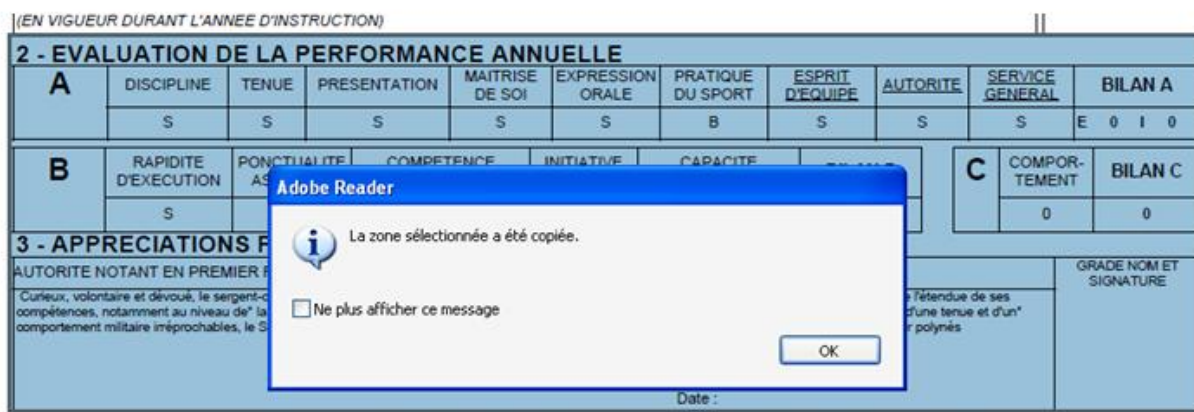 (EN VIGUEUR DURANT L'ANNEE D'INSTRUCTION)
2 - EVALUATION DE LA PERFORMANCE ANNUELLE
A DISCIPLINE TENUE PRESENTATION MAITRISE DE SOI EXPRESSION ORALE PRATIQUE DU SPORT ESPRIT D'EQUIPE AUTORITE SERVICE GENERAL BILAN A
S S S S S B S S S E 0 1 0
B RAPIDITE D'EXECUTION PONCTUALITE COMPETENCE INITIATIVE CAPACITE C COMPOR-TEMENT BILAN C
S 0 0
Adobe Reader
La zone sélectionnée a été copiée.
Ne plus afficher ce message
OK
3 - APPRECIATIONS
AUTORITE NOTANT EN PREMIER GRADE NOM ET
SIGNATURE
Curieux, volontaire et dévoué, le l'étendue de ses
compétences, notamment au niveau de" d'une tenue et d'un"
comportement militaire irréprochables, le polynés
Date :